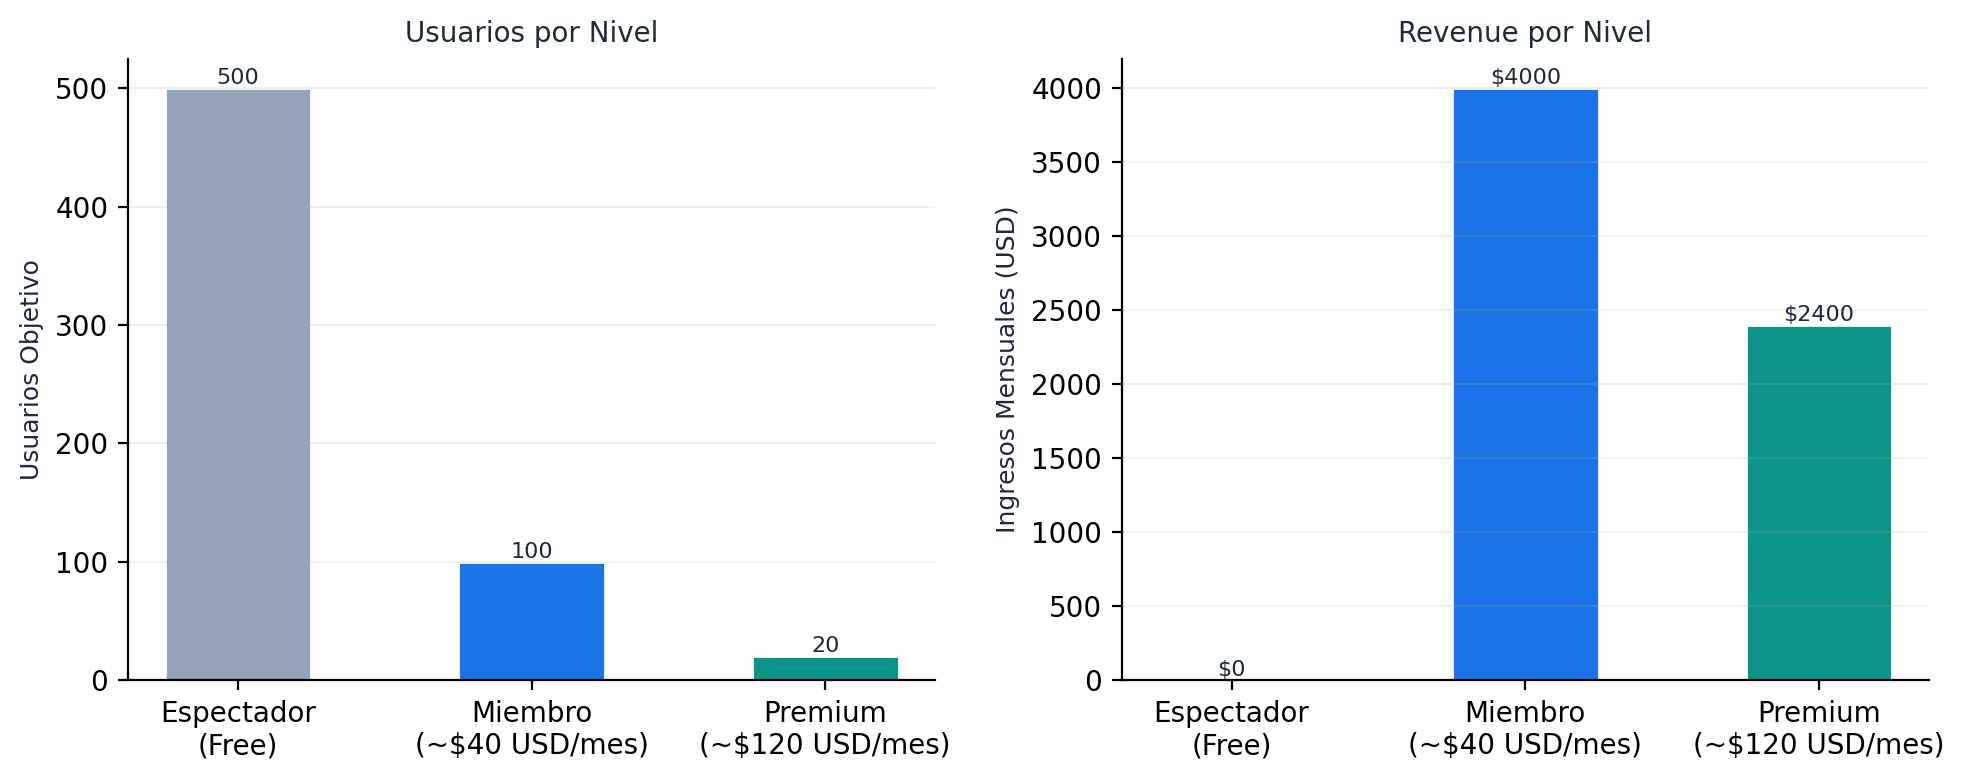 Usuarios por Nivel
Usuarios Objetivo
500
400
300
200
100
0
500
100
20
Espectador
(Free)
Miembro
(~$40 USD/mes)
Premium
(~$120 USD/mes)
Revenue por Nivel
Ingresos Mensuales (USD)
4000
3500
3000
2500
2000
1500
1000
500
0
$0
$4000
$2400
Espectador
(Free)
Miembro
(~$40 USD/mes)
Premium
(~$120 USD/mes)